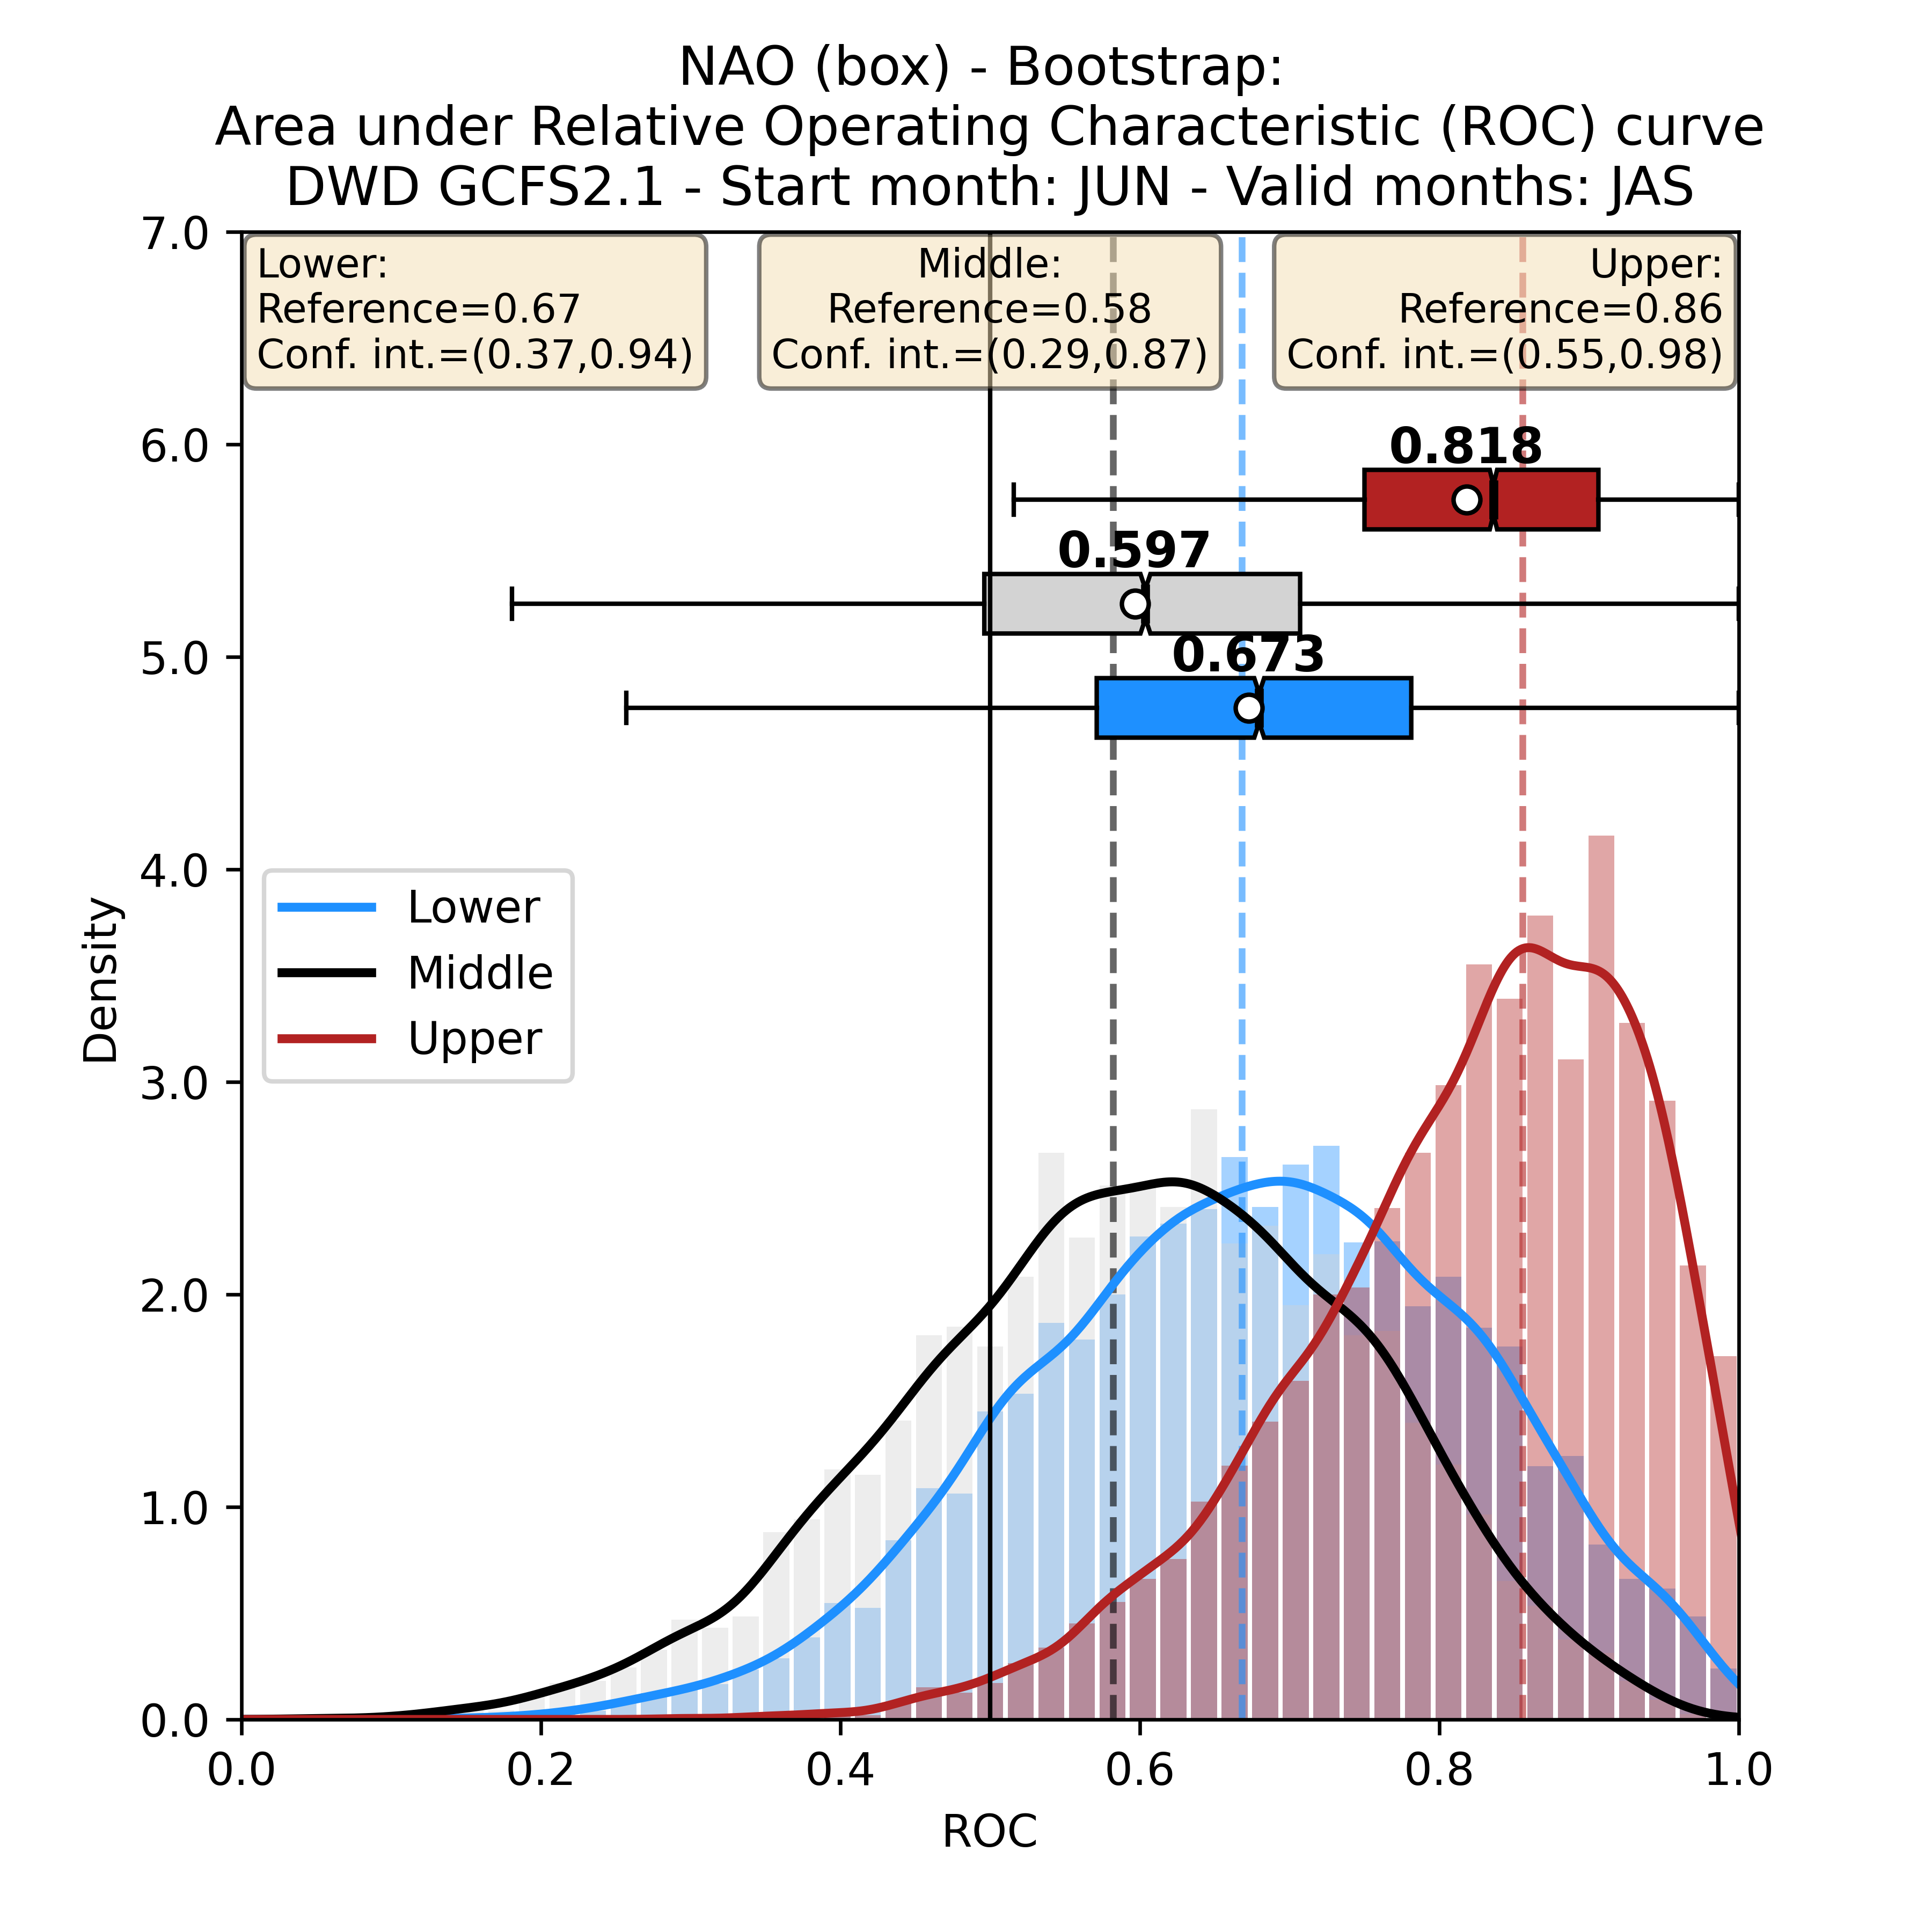 NAO (box) - Bootstrap:
Area under Relative Operating Characteristic (ROC) curve
DWD GCFS2.1 - Start month: JUN - Valid months: JAS
7.0
Lower:
Reference=0.67
Conf. int.=(0.37,0.94)
Middle:
Reference=0.58
Conf. int.=(0.29,0.87)
Upper:
Reference=0.86
Conf. int.=(0.55,0.98)
6.0
0.818
0.597
5.0
0.673
4.0
Lower
Middle
Upper
Density
3.0
2.0
1.0
0.0
0.0
0.2
0.4
0.6
0.8
1.0
ROC